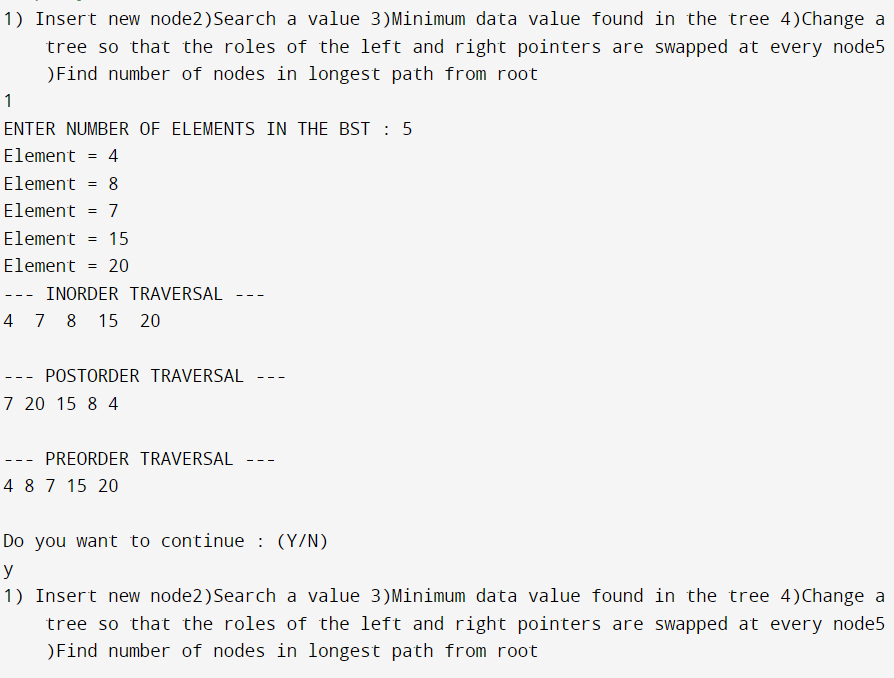 1) Insert new node2)Search a value 3)Minimum data value found in the tree 4)Change a
tree so that the roles of the left and right pointers are swapped at every node5
)Find number of nodes in longest path from root
1
ENTER NUMBER OF ELEMENTS IN THE BST : 5
Element = 4
Element = 8
Element = 7
Element = 15
Element = 20
--- INORDER TRAVERSAL ---
4  7  8  15  20
--- POSTORDER TRAVERSAL ---
7 20 15 8 4
--- PREORDER TRAVERSAL ---
4 8 7 15 20
Do you want to continue : (Y/N)
y
1) Insert new node2)Search a value 3)Minimum data value found in the tree 4)Change a
tree so that the roles of the left and right pointers are swapped at every node5
)Find number of nodes in longest path from root